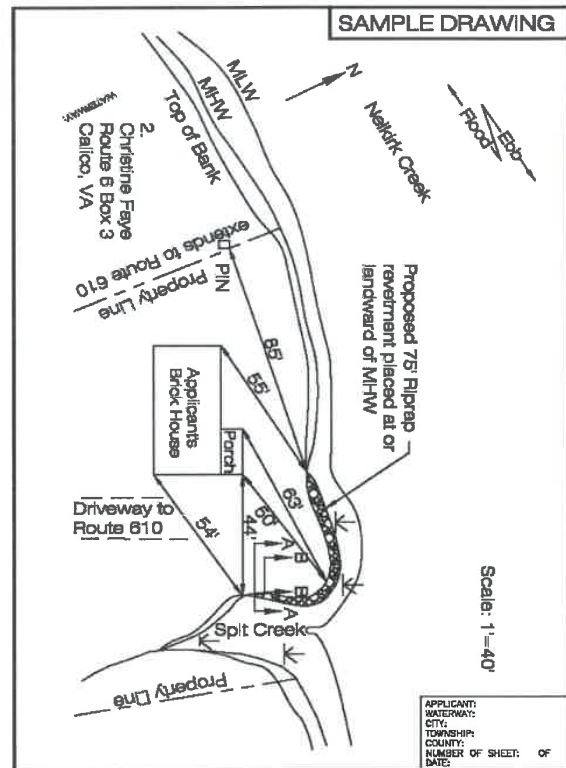 SAMPLE DRAWING
N
Nelkirk Creek
Flood
Ebb
MLW
MHW
Top of Bank
WATERWAY:
2.
Christine Faye
Route 6 Box 3
Calico, VA
extends to Route 610
Property Line
PIN
Proposed 75' Riprap
revetment placed at or
landward of MHW
85'
55'
Applicant's
Brick House
Porch
63'
60'
44'
54'
Driveway to
Route 610
A
B
B
A
Spit Creek
Property Line
Scale: 1'=40'
APPLICANT:
WATERWAY:
CITY:
TOWNSHIP:
COUNTY:
NUMBER OF SHEET: OF
DATE: